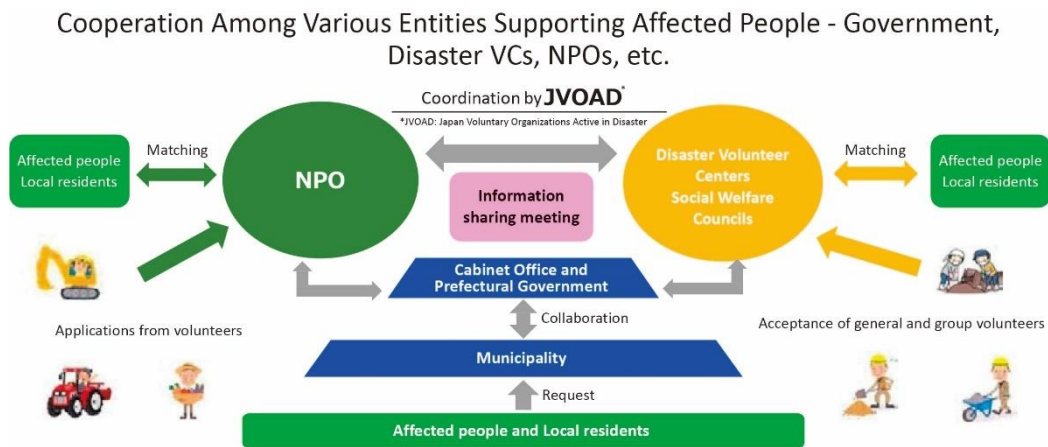 Cooperation Among Various Entities Supporting Affected People - Government,
Disaster VCs, NPOs, etc.
Coordination by JVOAD*
*JVOAD: Japan Voluntary Organizations Active in Disaster
Affected people
Local residents
Matching
NPO
Information
sharing meeting
Disaster Volunteer
Centers
Social Welfare
Councils
Matching
Affected people
Local residents
Cabinet Office and
Prefectural Government
Applications from volunteers
Collaboration
Acceptance of general and group volunteers
Municipality
Request
Affected people and Local residents